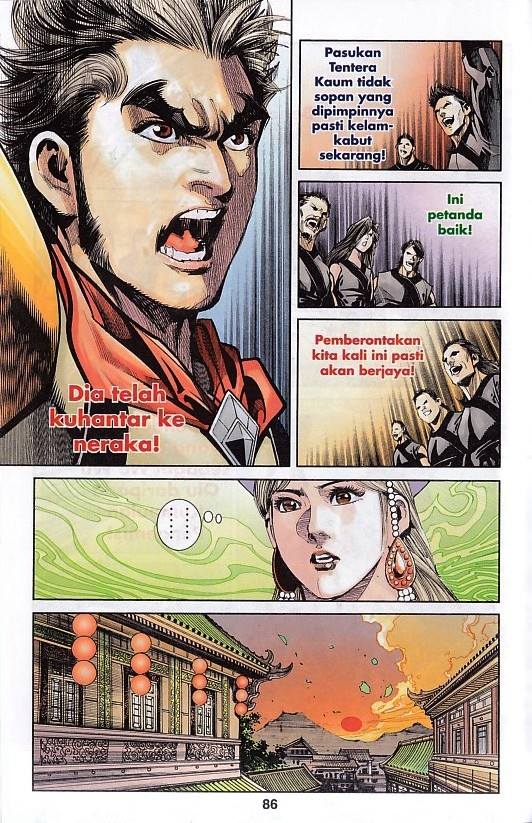 Pasukan
Tentera
Kaum tidak
sopan yang
dipimpinnya
pasti kelam-
kabut
sekarang!
Ini
petanda
baik!
Pemberontakan
kita kali ini pasti
akan berjaya!
Dia telah
kuhantar ke
neraka!
86